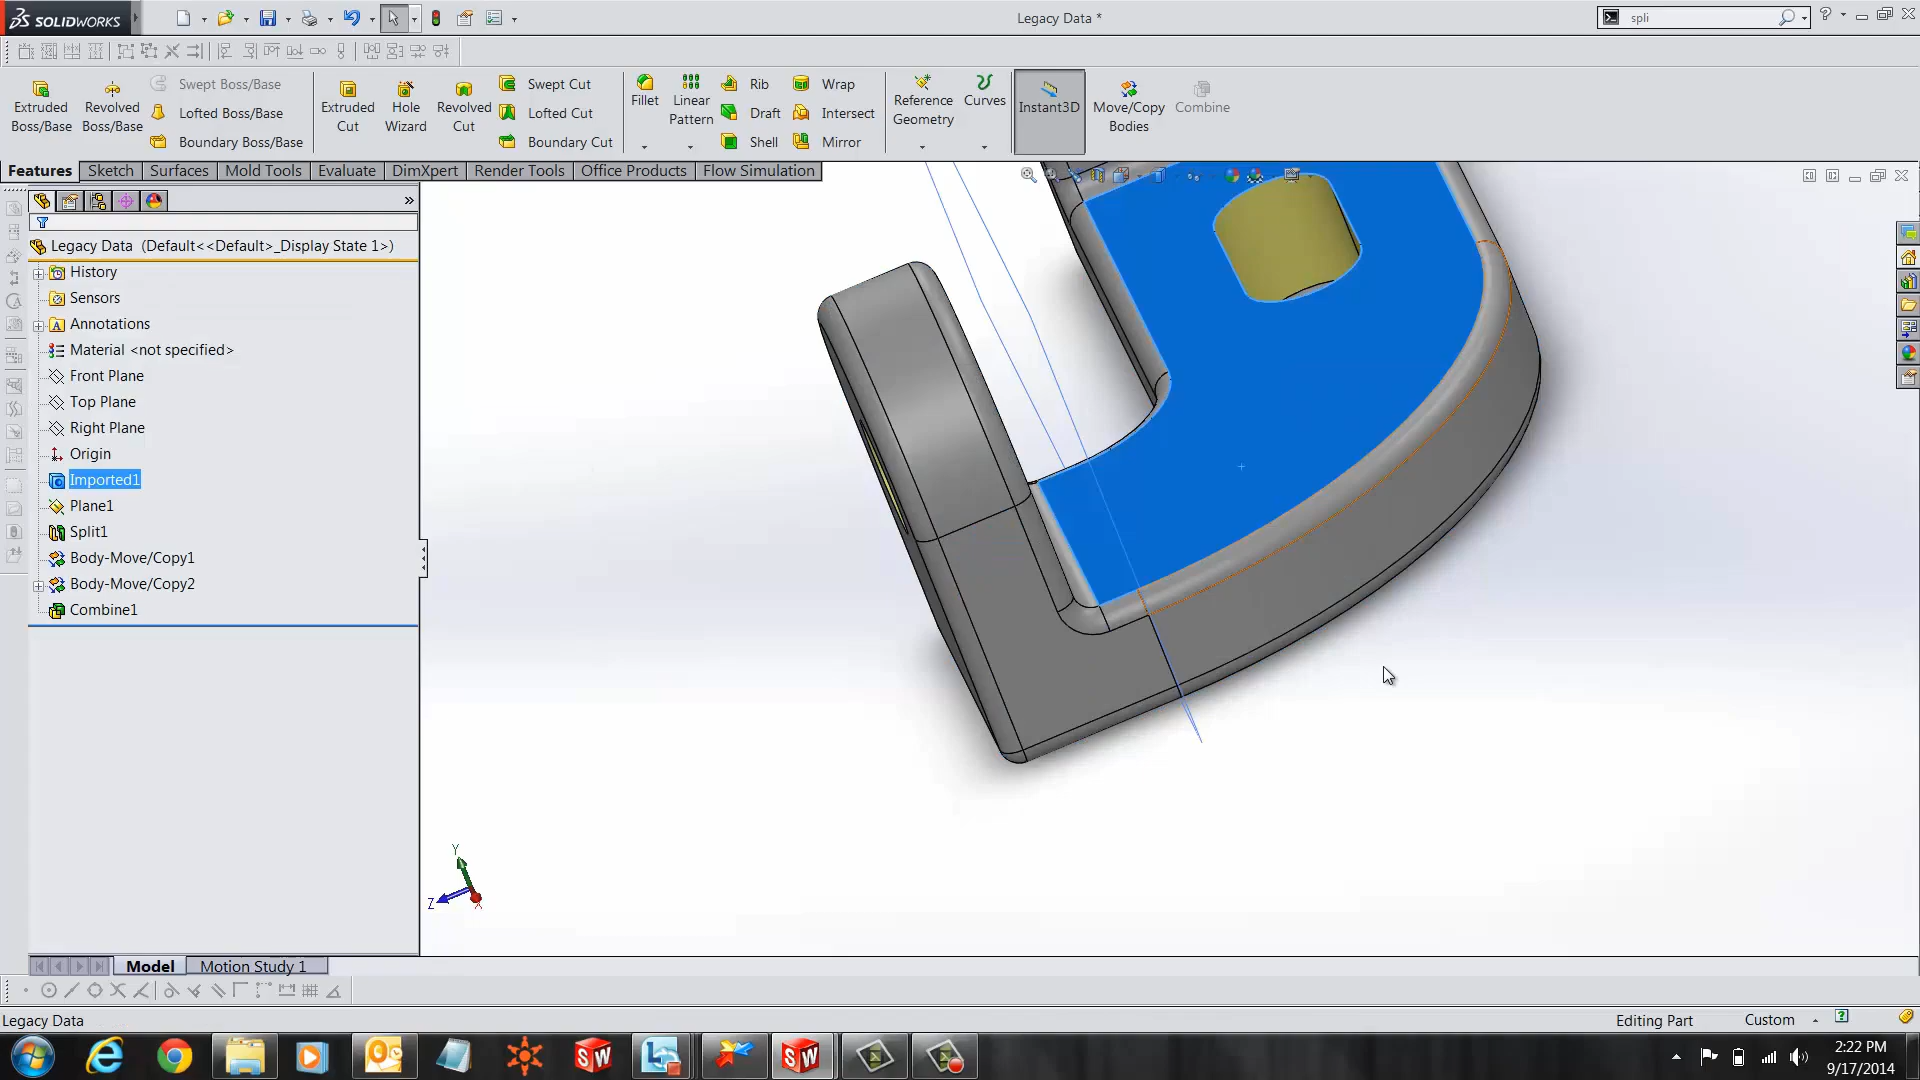 SOLIDWORKS
Legacy Data *
spli
Extruded Boss/Base
Revolved Boss/Base
Swept Boss/Base
Lofted Boss/Base
Boundary Boss/Base
Extruded Cut
Hole Wizard
Revolved Cut
Swept Cut
Lofted Cut
Boundary Cut
Fillet
Linear Pattern
Rib
Draft
Shell
Wrap
Intersect
Mirror
Reference Geometry
Curves
Instant3D
Move/Copy Bodies
Combine
Features Sketch Surfaces Mold Tools Evaluate DimXpert Render Tools Office Products Flow Simulation
Legacy Data (Default<<Default>_Display State 1>)
History
Sensors
Annotations
Material <not specified>
Front Plane
Top Plane
Right Plane
Origin
Imported1
Plane1
Split1
Body-Move/Copy1
Body-Move/Copy2
Combine1
Y
Z
X
Model Motion Study 1
Legacy Data
Editing Part Custom
2:22 PM
9/17/2014